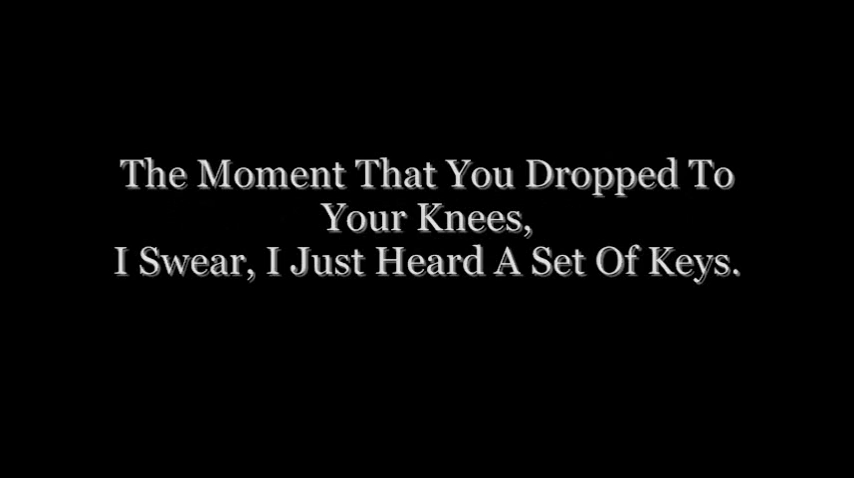 The Moment That You Dropped To
Your Knees,
I Swear, I Just Heard A Set Of Keys.